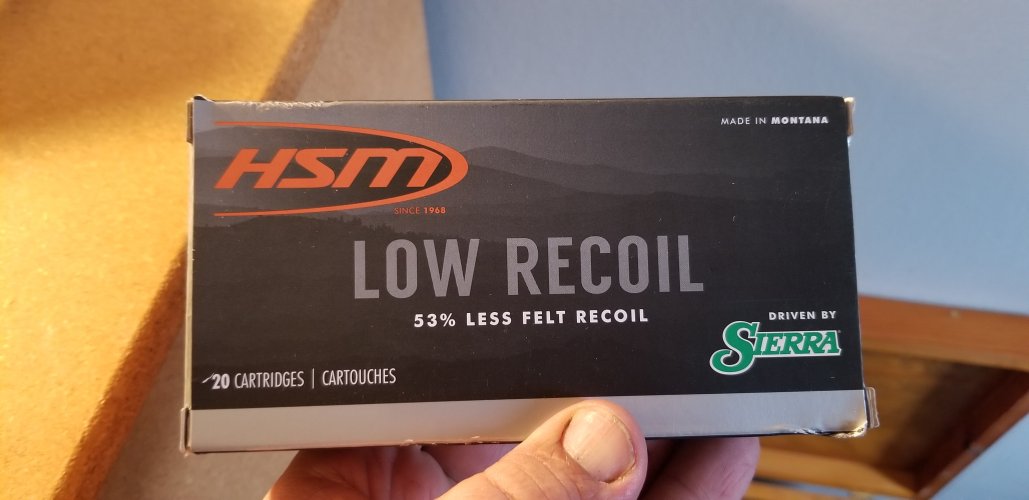 MADE IN MONTANA
HSM
SINCE 1968
LOW RECOIL
53% LESS FELT RECOIL
DRIVEN BY
SIERRA
20 CARTRIDGES | CARTOUCHES